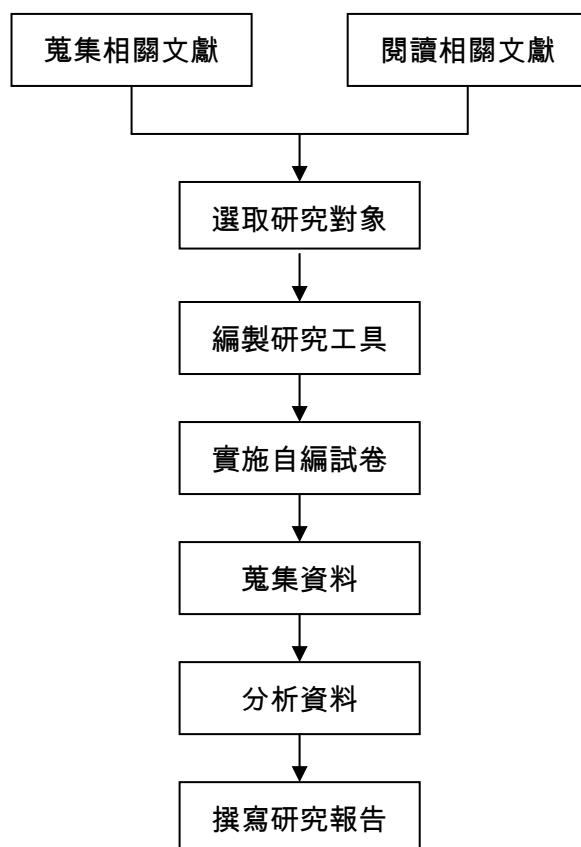 蒐集相關文獻
閱讀相關文獻
選取研究對象
編製研究工具
實施自編試卷
蒐集資料
分析資料
撰寫研究報告